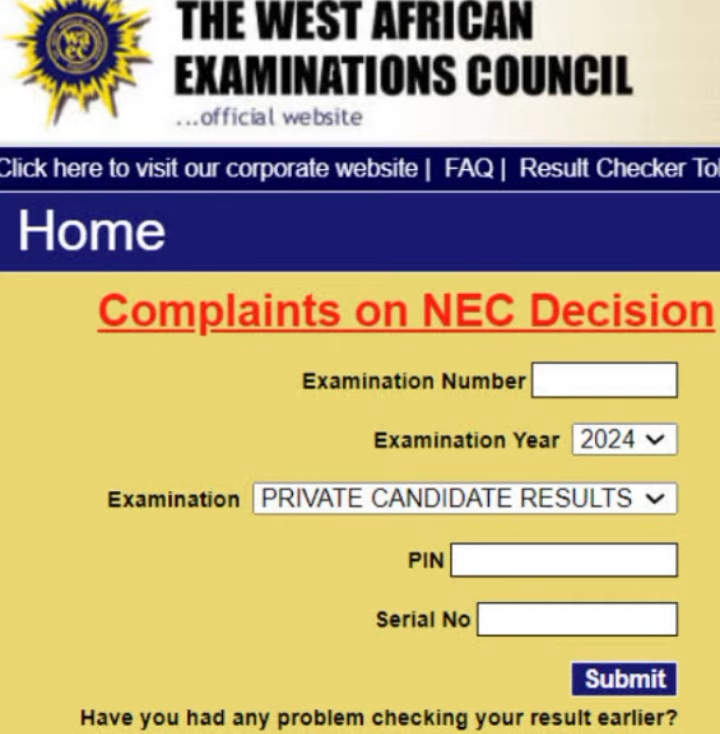 THE WEST AFRICAN
EXAMINATIONS COUNCIL
...official website
Click here to visit our corporate website | FAQ | Result Checker
Home
Complaints on NEC Decision
Examination Number
Examination Year 2024
Examination PRIVATE CANDIDATE RESULTS
PIN
Serial No
Submit
Have you had any problem checking your result earlier?